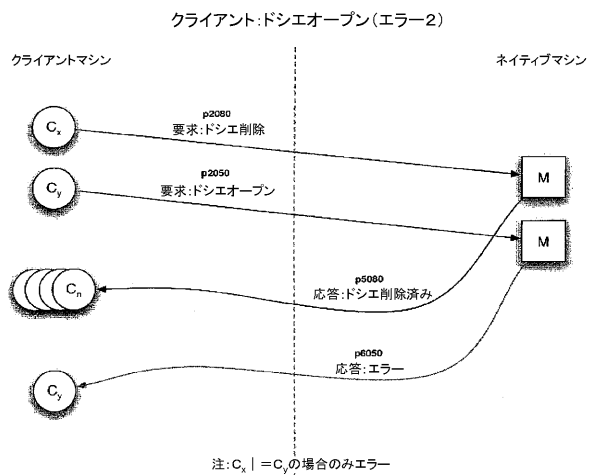 クライアント:ドシエオープン(エラー2)
クライアントマシン
ネイティブマシン
Cx
p2080
要求:ドシエ削除
M
Cy
p2050
要求:ドシエオープン
M
Cn
p5080
応答:ドシエ削除済み
p6050
応答:エラー
Cy
注:Cx|=Cyの場合のみエラー